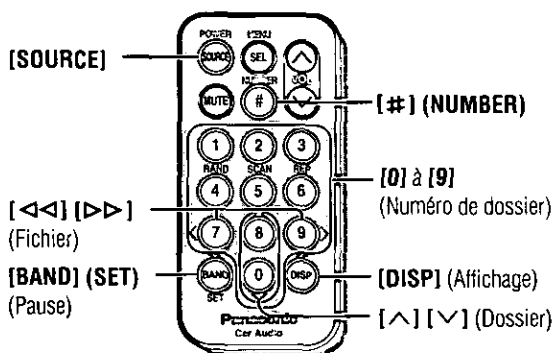 [SOURCE]
POWER MENU
SOURCE SEL
VOL
MUTE NUMBER #
[#] (NUMBER)
1 2 3
RAND SCAN REP
4 5 6
[0] à [9]
(Numéro de dossier)
[◁◁] [▷▷]
(Fichier)
7 8 9
[BAND] (SET)
(Pause)
BAND 0 DISP
SET
[DISP] (Affichage)
[∧] [∨] (Dossier)
Panasonic
Car Audio